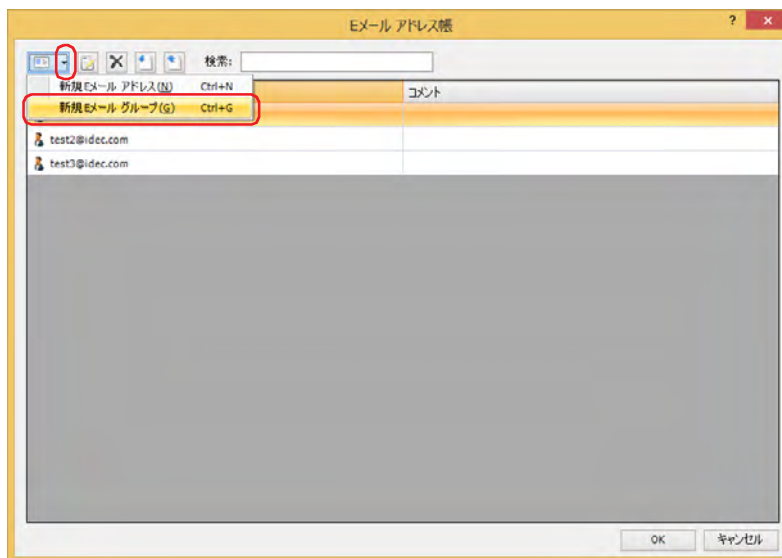 Eメール アドレス帳
?
検索:
新規Eメール アドレス(N) Ctrl+N
新規Eメール グループ(G) Ctrl+G
コメント
test2@idec.com
test3@idec.com
OK
キャンセル